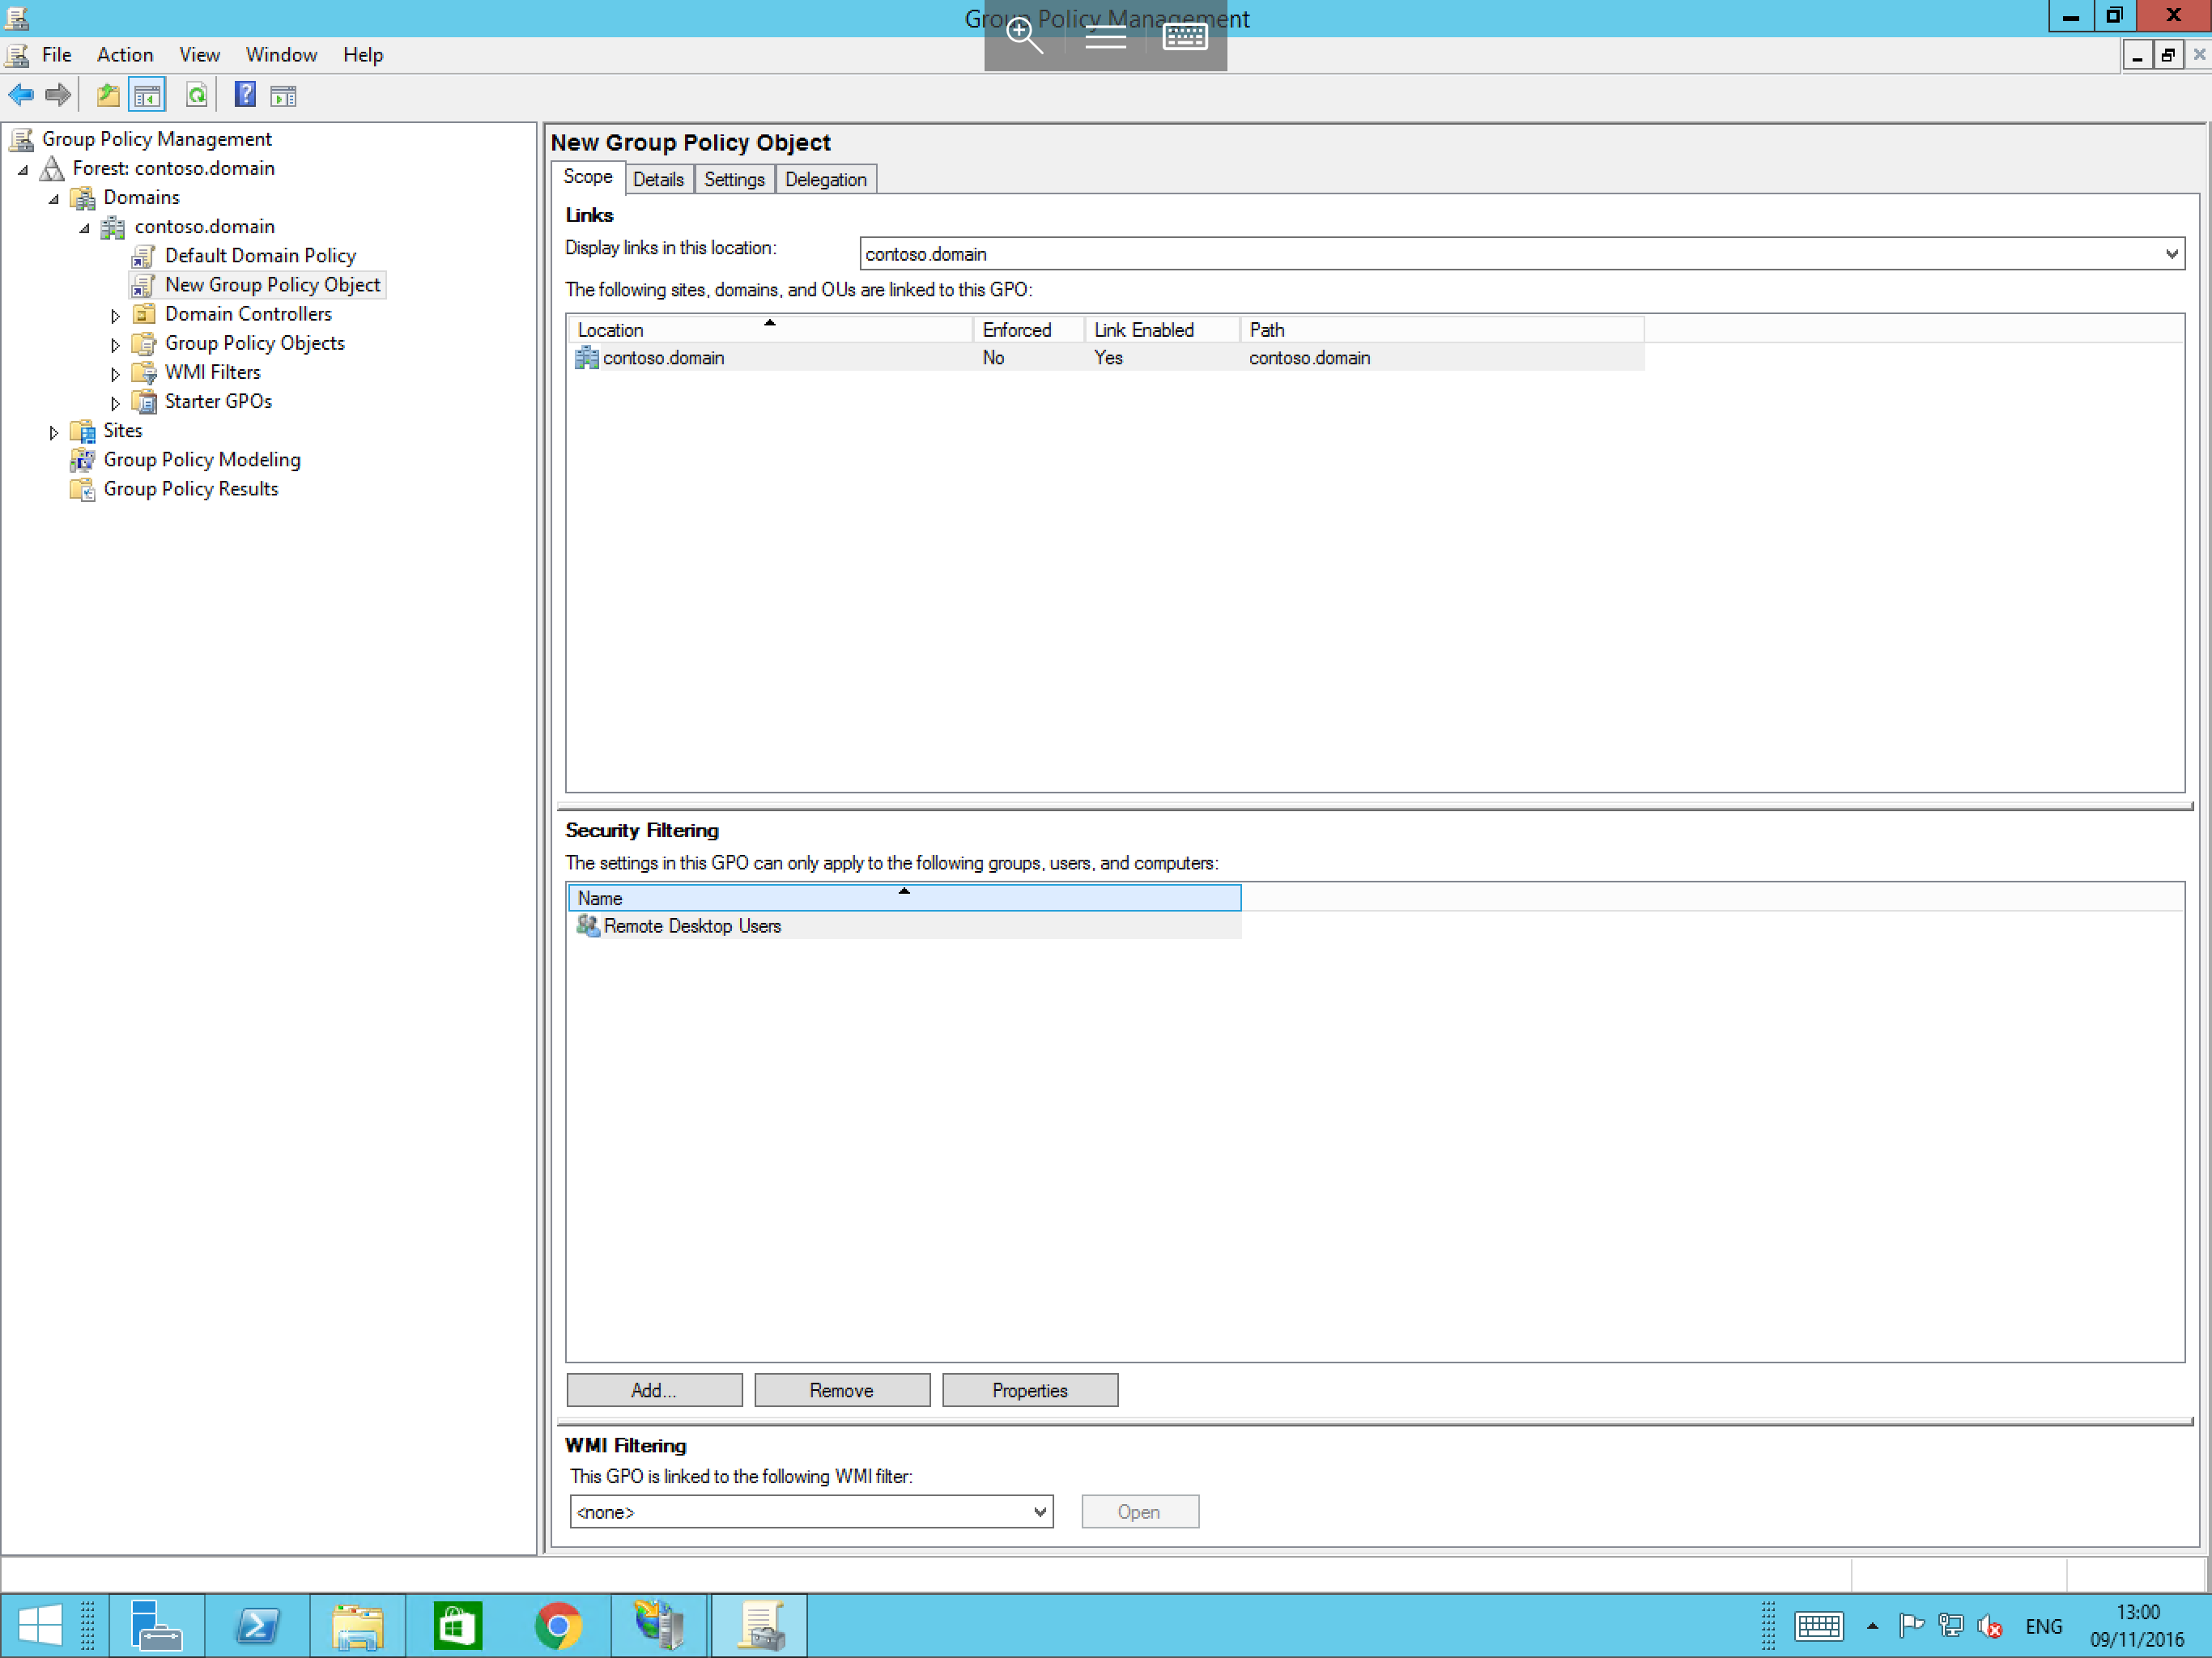 Group Policy Management
File Action View Window Help
Group Policy Management
Forest: contoso.domain
Domains
contoso.domain
Default Domain Policy
New Group Policy Object
Domain Controllers
Group Policy Objects
WMI Filters
Starter GPOs
Sites
Group Policy Modeling
Group Policy Results
New Group Policy Object
Scope Details Settings Delegation
Links
Display links in this location: contoso.domain
The following sites, domains, and OUs are linked to this GPO:
Location Enforced Link Enabled Path
contoso.domain No Yes contoso.domain
Security Filtering
The settings in this GPO can only apply to the following groups, users, and computers:
Name
Remote Desktop Users
Add... Remove Properties
WMI Filtering
This GPO is linked to the following WMI filter:
<none> Open
ENG
13:00
09/11/2016